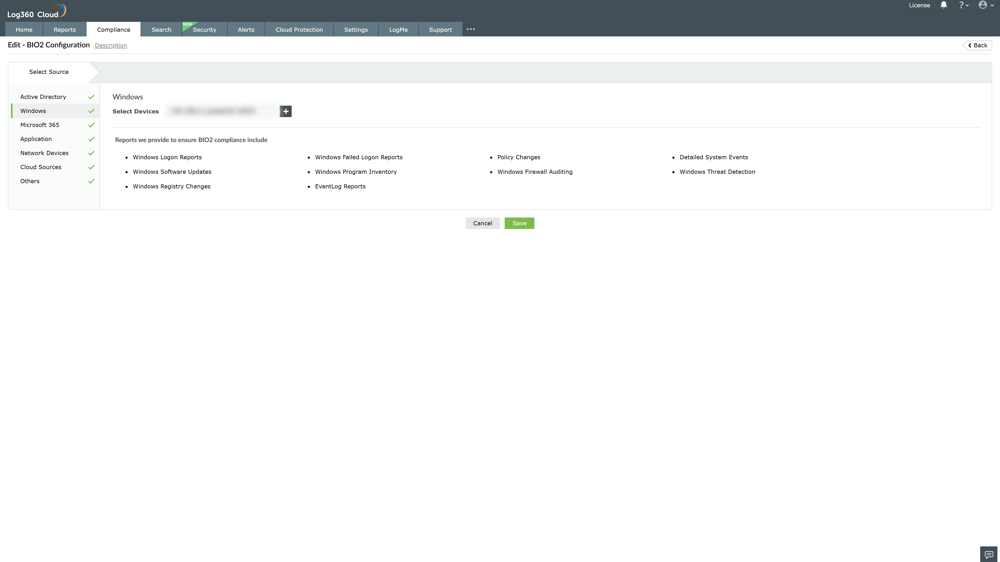 Log360 Cloud
License
?
Home Reports Compliance Search NEW Security Alerts Cloud Protection Settings LogMe Support
Edit - BIO2 Configuration Description
Back
Select Source
Active Directory
Windows
Microsoft 365
Application
Network Devices
Cloud Sources
Others
Windows
Select Devices
Reports we provide to ensure BIO2 compliance include
Windows Logon Reports Windows Failed Logon Reports Policy Changes Detailed System Events
Windows Software Updates Windows Program Inventory Windows Firewall Auditing Windows Threat Detection
Windows Registry Changes EventLog Reports
Cancel Save